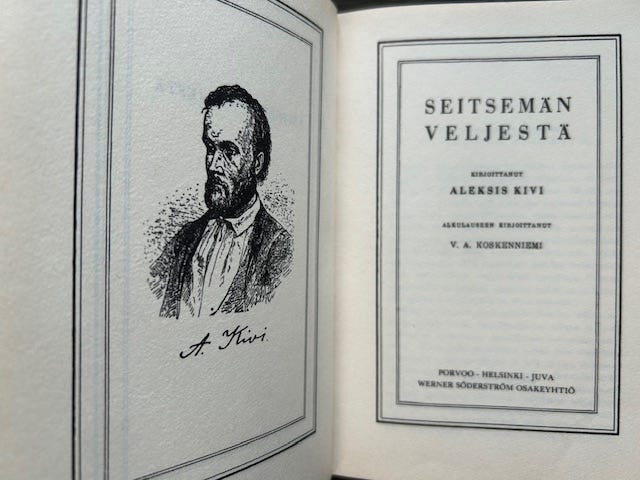 A. Kivi.
SEITSEMÄN
VELJESTÄ
KIRJOITTANUT
ALEKSIS KIVI
ALKULAUSEEN KIRJOITTANUT
V. A. KOSKENNIEMI
PORVOO - HELSINKI - JUVA
WERNER SÖDERSTRÖM OSAKEYHTIÖ